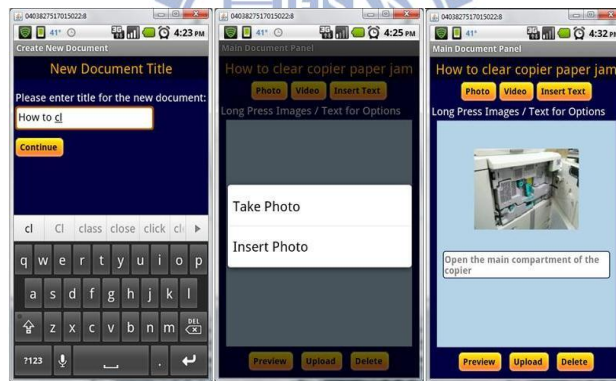 0403827517015022:8
41°
3G
4:23 PM
Create New Document
New Document Title
Please enter title for the new document:
How to cl
Continue
cl Cl class close click cl
q w e r t y u i o p
a s d f g h j k l
z x c v b n m DEL
?123 .
0403827517015022:8
41°
3G
4:25 PM
Main Document Panel
How to clear copier paper jam
Photo Video Insert Text
Long Press Images / Text for Options
Take Photo
Insert Photo
Preview Upload Delete
0403827517015022:8
41°
3G
4:32 PM
Main Document Panel
How to clear copier paper jam
Photo Video Insert Text
Long Press Images / Text for Options
Open the main compartment of the
copier
Preview Upload Delete